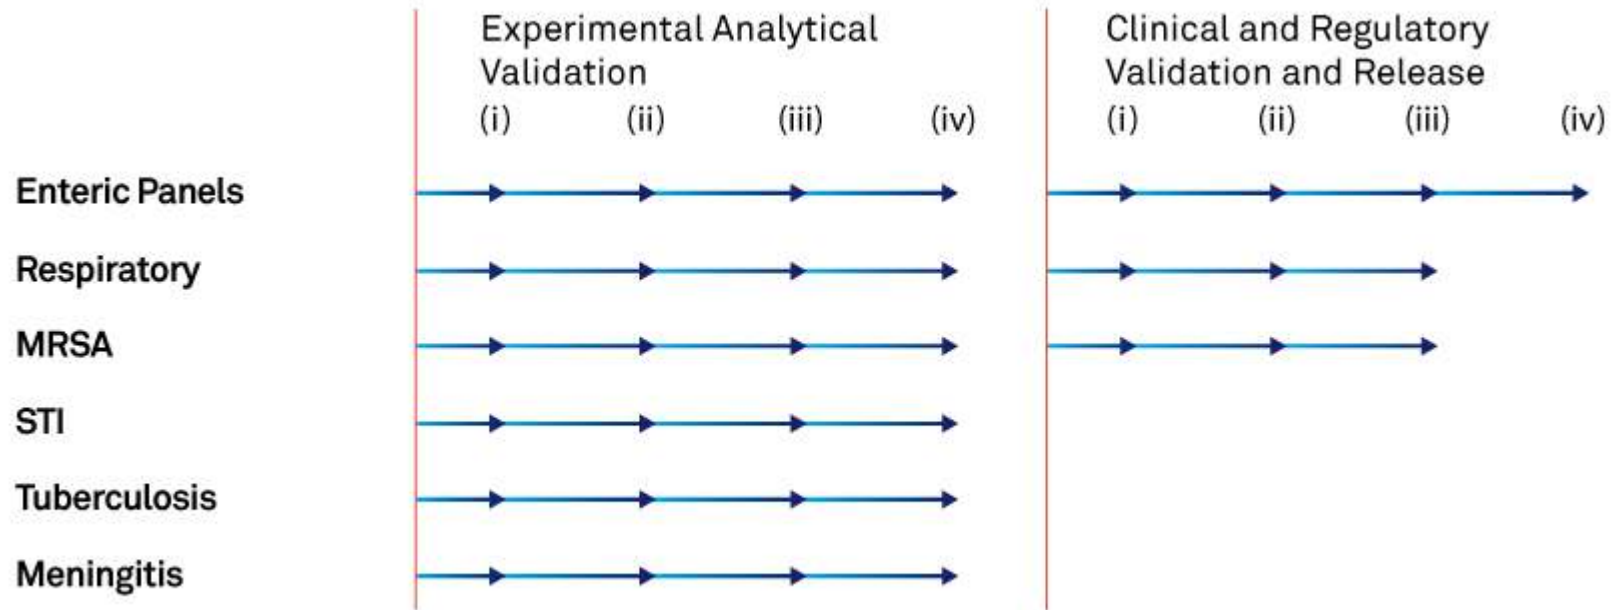 Experimental Analytical
Validation
Clinical and Regulatory
Validation and Release
(i) (ii) (iii) (iv) (i) (ii) (iii) (iv)
Enteric Panels
Respiratory
MRSA
STI
Tuberculosis
Meningitis